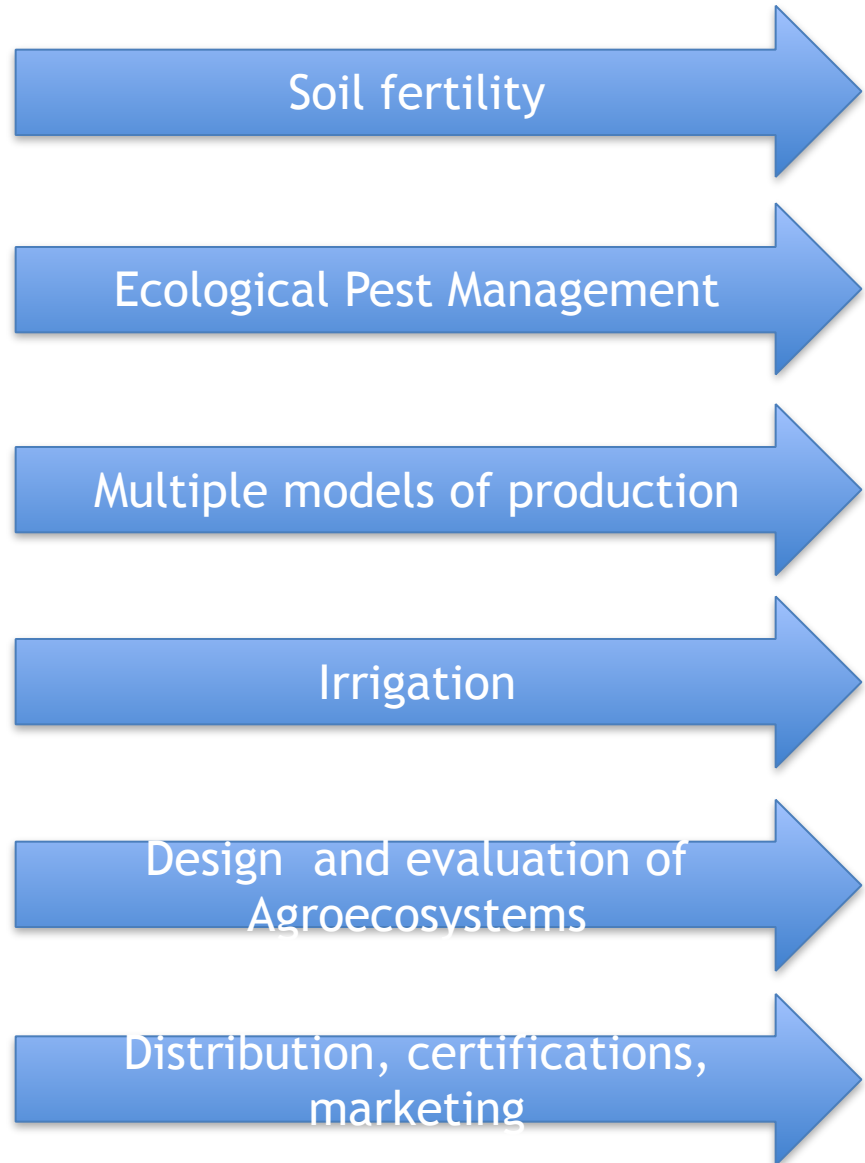 Soil fertility
Ecological Pest Management
Multiple models of production
Irrigation
Design  and evaluation of
Agroecosystems
Distribution, certifications,
marketing